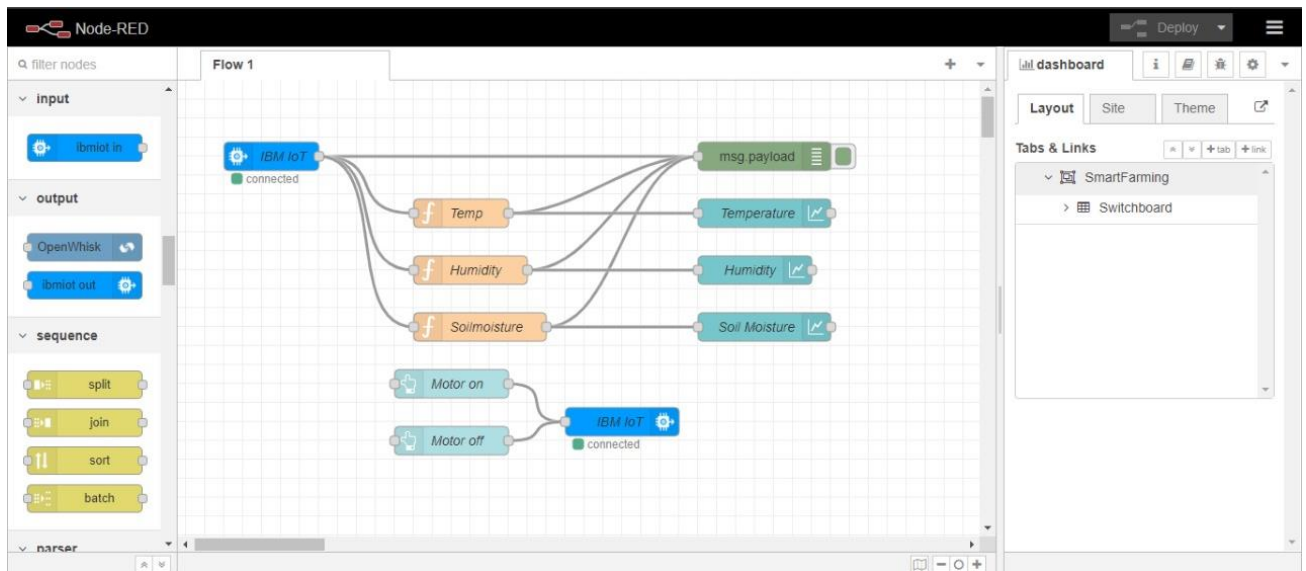 Node-RED
Deploy
filter nodes
input
ibmiot in
output
OpenWhisk
ibmiot out
sequence
split
join
sort
batch
parser
Flow 1
IBM IoT
connected
msg.payload
Temp
Temperature
Humidity
Humidity
Soilmoisture
Soil Moisture
Motor on
Motor off
IBM IoT
connected
dashboard
i
Layout
Site
Theme
Tabs & Links
+ tab
+ link
SmartFarming
Switchboard